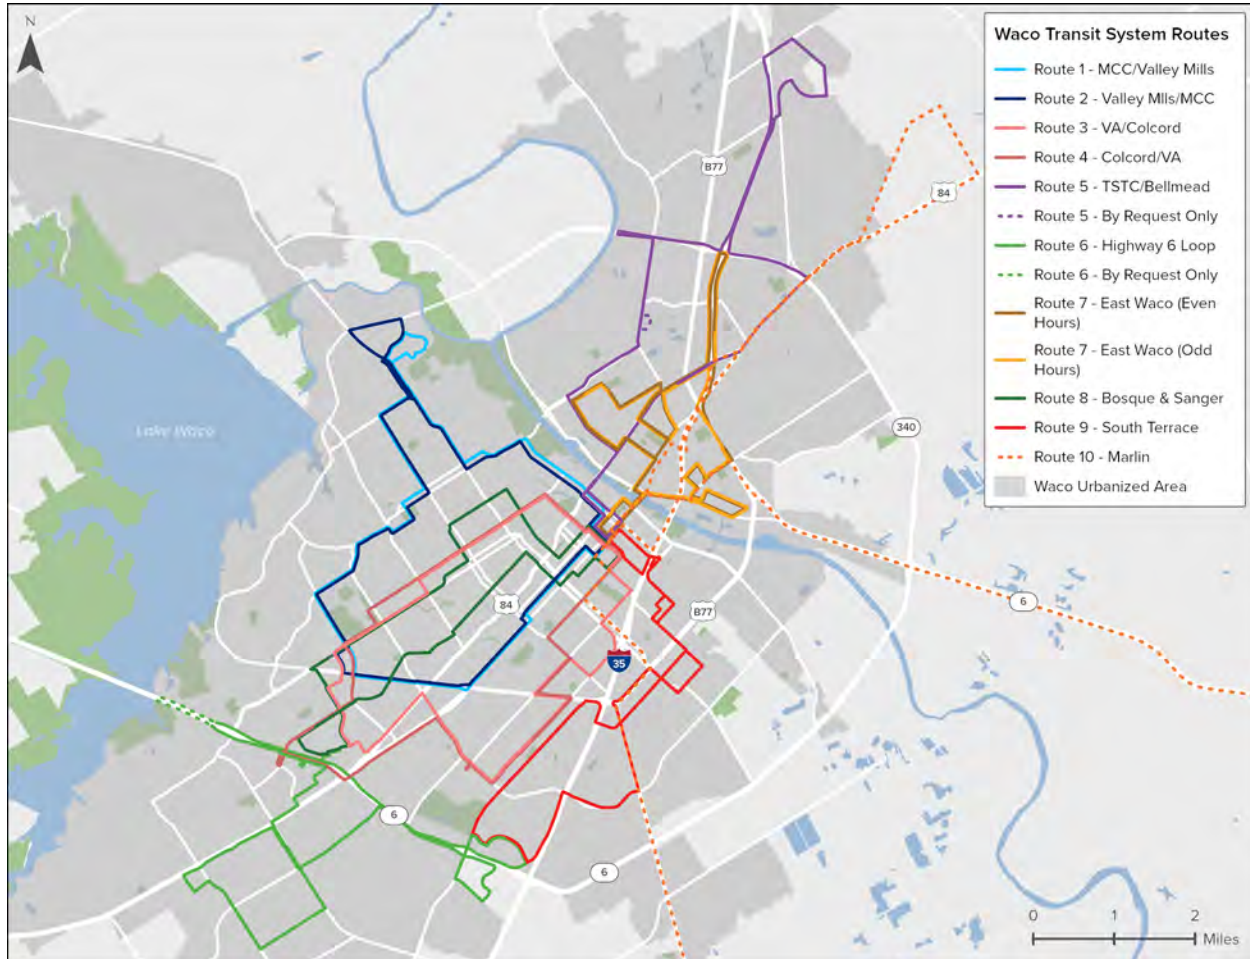 N
Waco Transit System Routes
Route 1 - MCC/Valley Mills
Route 2 - Valley Mlls/MCC
Route 3 - VA/Colcord
Route 4 - Colcord/VA
Route 5 - TSTC/Bellmead
Route 5 - By Request Only
Route 6 - Highway 6 Loop
Route 6 - By Request Only
Route 7 - East Waco (Even
Hours)
Route 7 - East Waco (Odd
Hours)
Route 8 - Bosque & Sanger
Route 9 - South Terrace
Route 10 - Marlin
Waco Urbanized Area
B77
84
340
Lake Waco
84
6
B77
35
6
6
0 1 2
Miles